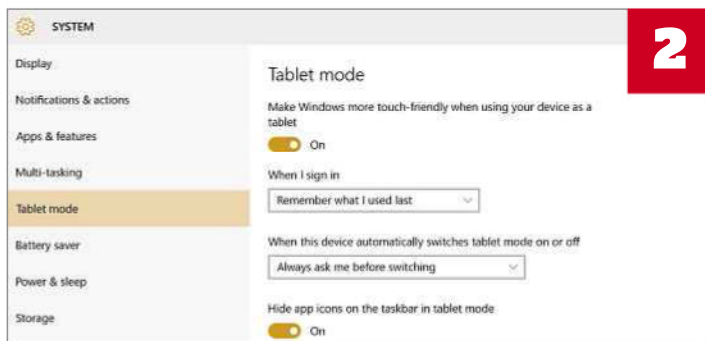 SYSTEM
2
Display
Notifications & actions
Apps & features
Multi-tasking
Tablet mode
Battery saver
Power & sleep
Storage
Tablet mode
Make Windows more touch-friendly when using your device as a
tablet
On
When I sign in
Remember what I used last
When this device automatically switches tablet mode on or off
Always ask me before switching
Hide app icons on the taskbar in tablet mode
On